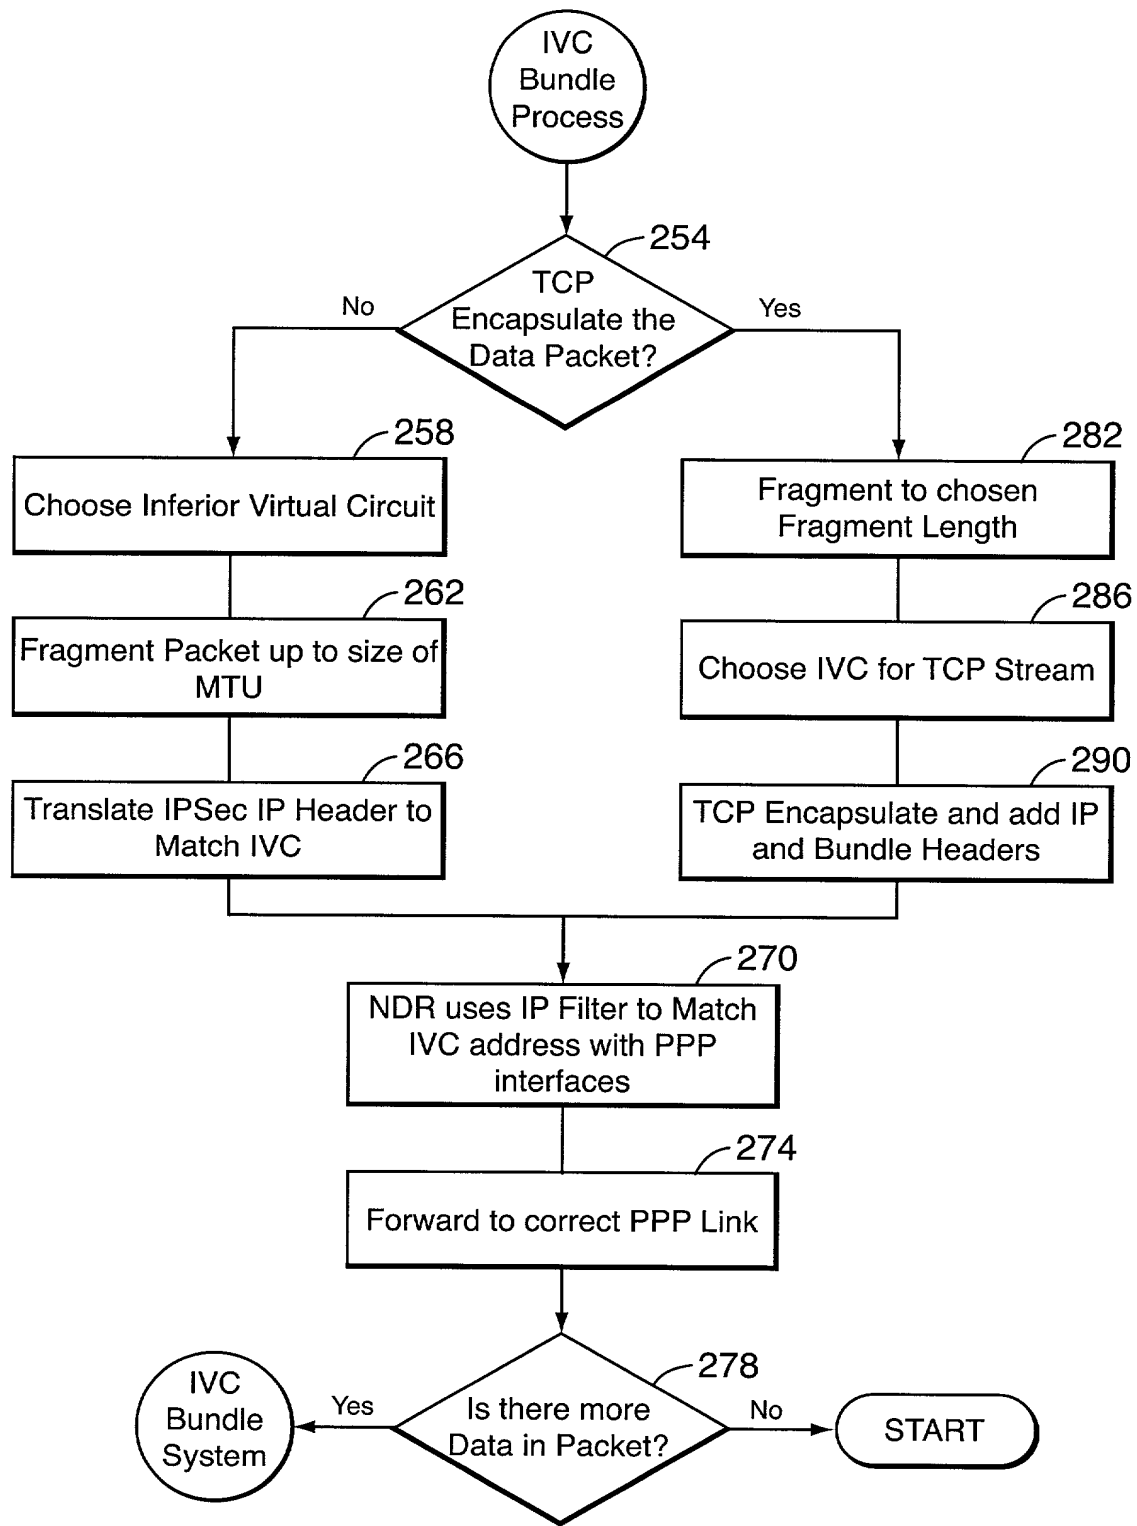 IVC
Bundle
Process
254
TCP
Encapsulate the
Data Packet?
No
Yes
258
Choose Inferior Virtual Circuit
282
Fragment to chosen
Fragment Length
262
Fragment Packet up to size of
MTU
286
Choose IVC for TCP Stream
266
Translate IPSec IP Header to
Match IVC
290
TCP Encapsulate and add IP
and Bundle Headers
270
NDR uses IP Filter to Match
IVC address with PPP
interfaces
274
Forward to correct PPP Link
278
Is there more
Data in Packet?
Yes
No
IVC
Bundle
System
START